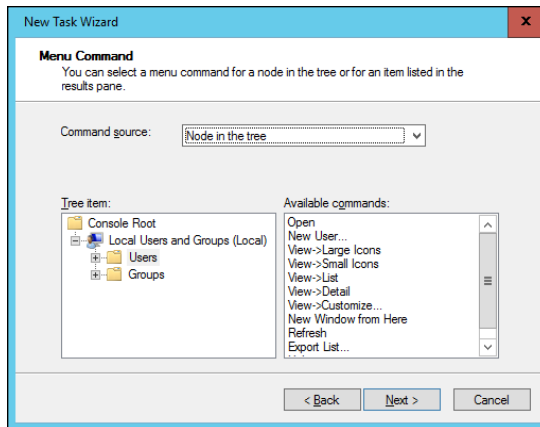 New Task Wizard
x
Menu Command
You can select a menu command for a node in the tree or for an item listed in the
results pane.
Command source:
Node in the tree
Tree item:
Available commands:
Console Root
Local Users and Groups (Local)
Users
Groups
Open
New User...
View->Large Icons
View->Small Icons
View->List
View->Detail
View->Customize...
New Window from Here
Refresh
Export List...
< Back
Next >
Cancel